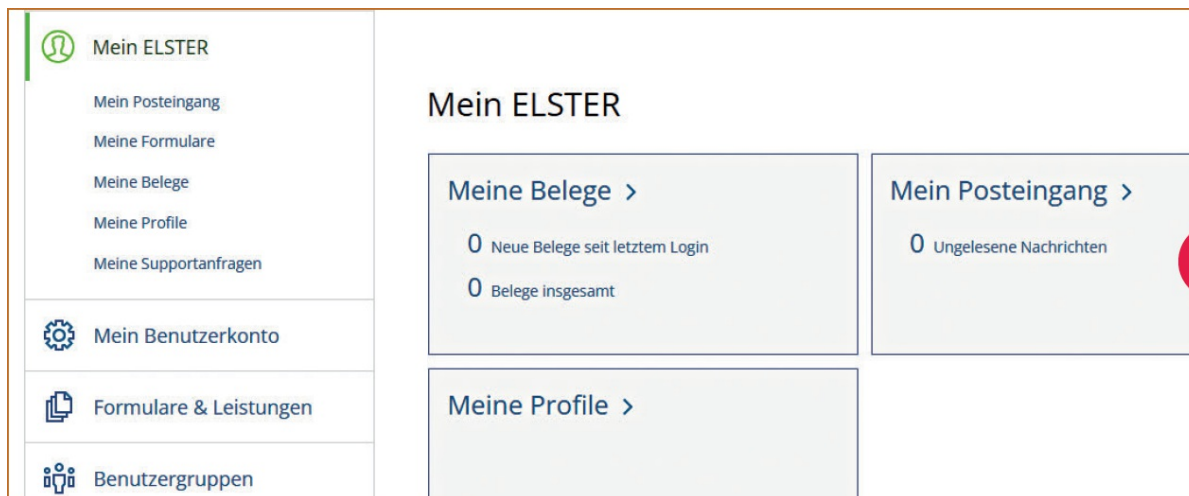 Mein ELSTER
Mein Posteingang
Meine Formulare
Meine Belege
Meine Profile
Meine Supportanfragen
Mein Benutzerkonto
Formulare & Leistungen
Benutzergruppen
Mein ELSTER
Meine Belege >
0 Neue Belege seit letztem Login
0 Belege insgesamt
Mein Posteingang >
0 Ungelesene Nachrichten
Meine Profile >